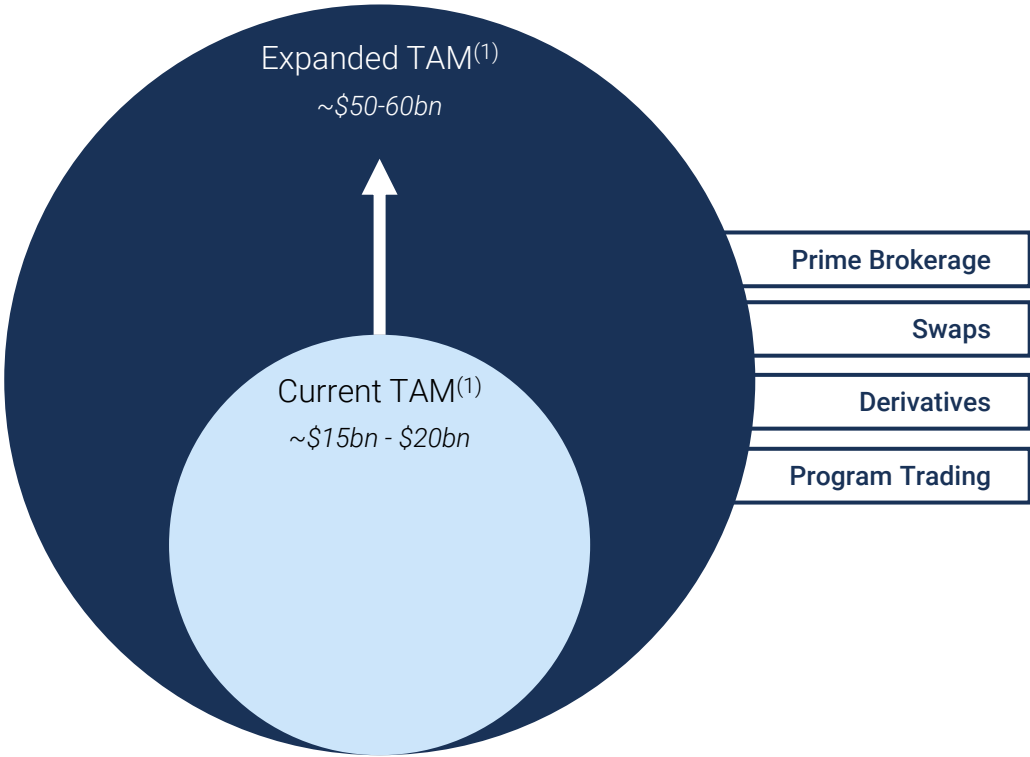 Expanded TAM(1)
~$50-60bn
Current TAM(1)
~$15bn - $20bn
Prime Brokerage
Swaps
Derivatives
Program Trading